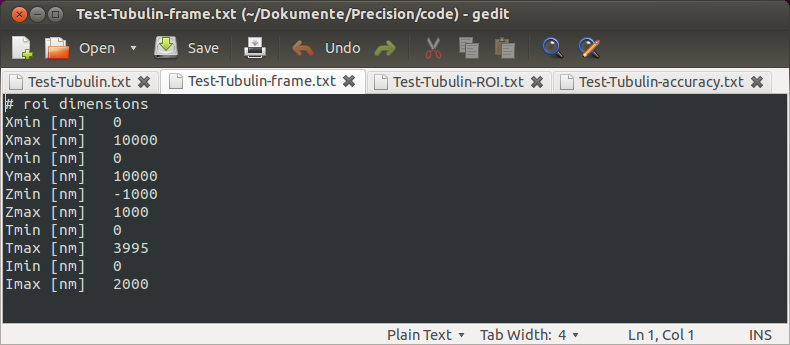 Test-Tubulin-frame.txt (~/Dokumente/Precision/code) - gedit
Open Save Undo
Test-Tubulin.txt Test-Tubulin-frame.txt Test-Tubulin-ROI.txt Test-Tubulin-accuracy.txt
# roi dimensions
Xmin [nm] 0
Xmax [nm] 10000
Ymin [nm] 0
Ymax [nm] 10000
Zmin [nm] -1000
Zmax [nm] 1000
Tmin [nm] 0
Tmax [nm] 3995
Imin [nm] 0
Imax [nm] 2000
Plain Text Tab Width: 4 Ln 1, Col 1 INS